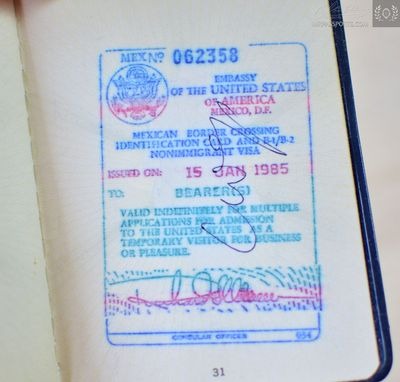 MEX Nº 062358
EMBASSY
OF THE UNITED STATES
OF AMERICA
MEXICO, D.F.
MEXICAN BORDER CROSSING
IDENTIFICATION CARD AND B-1/B-2
NONIMMIGRANT VISA
ISSUED ON: 15 JAN 1985
TO: BEARER(S)
VALID INDEFINITELY FOR MULTIPLE
APPLICATIONS FOR ADMISSION
TO THE UNITED STATES AS A
TEMPORARY VISITOR FOR BUSINESS
OR PLEASURE.
CONSULAR OFFICER 054
31